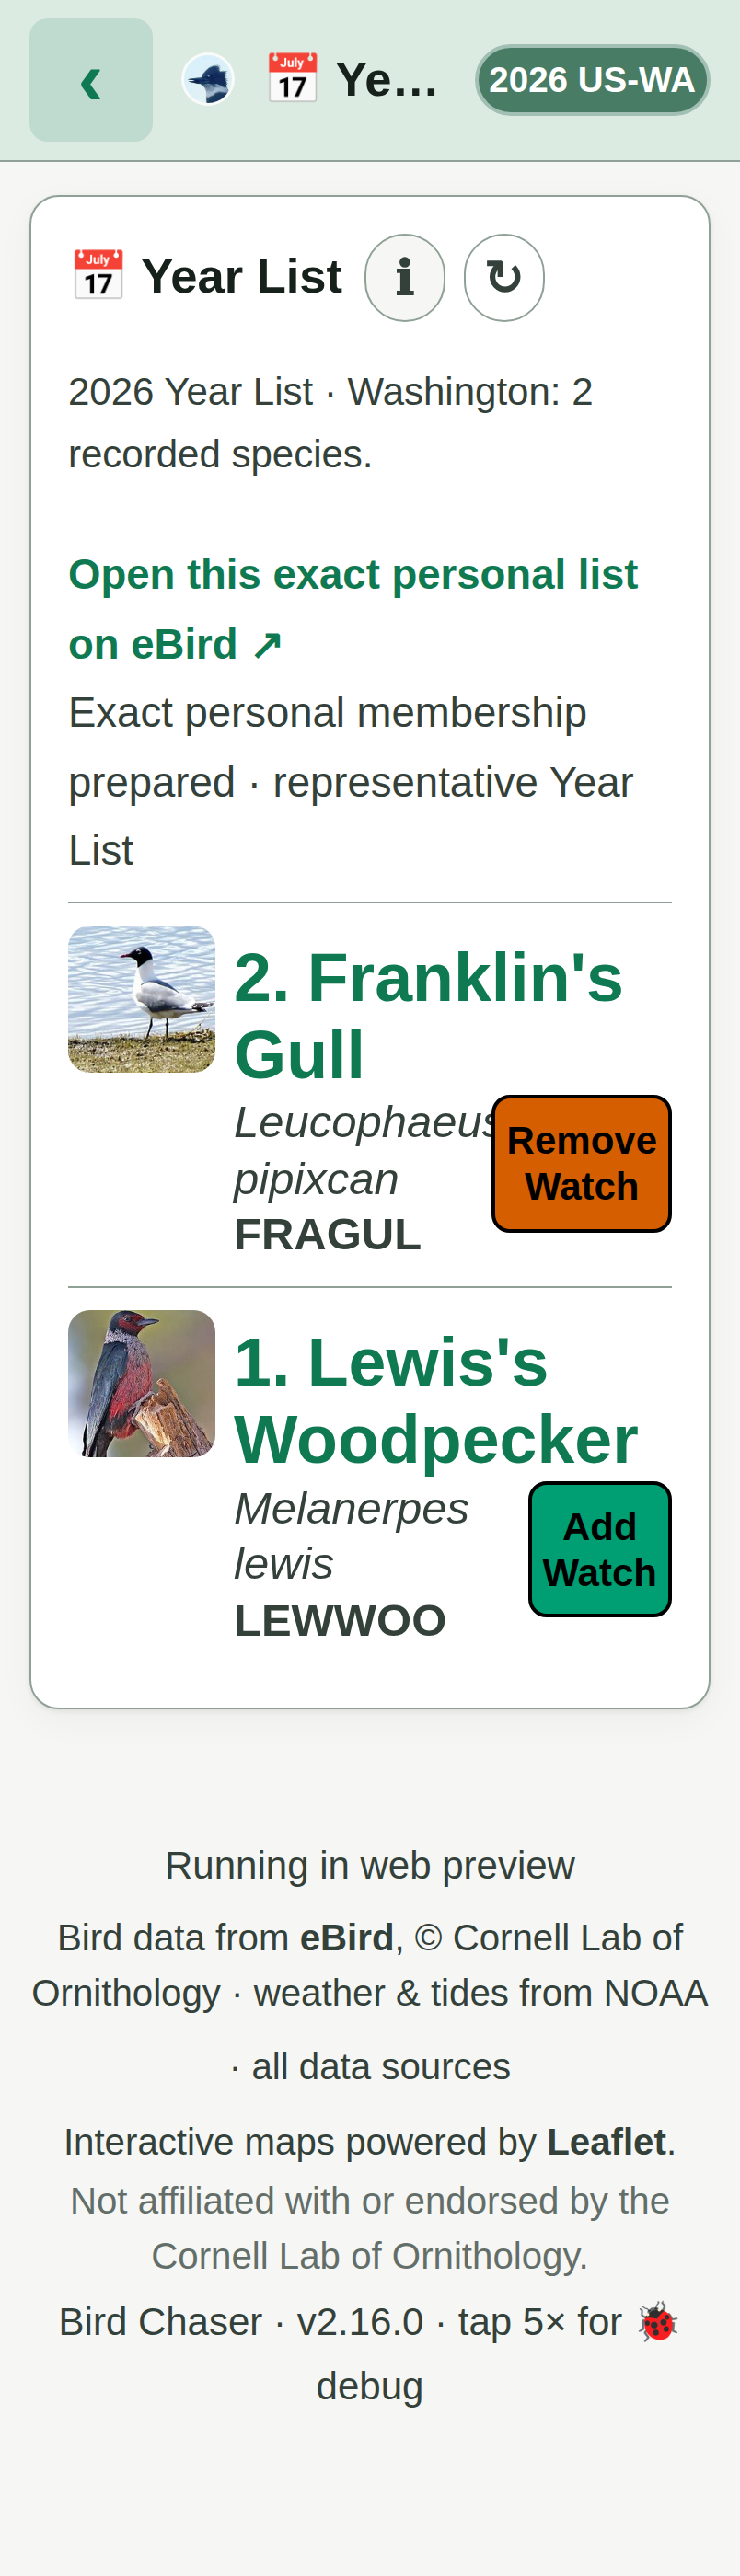 ‹ 📅 Ye... 2026 US-WA
📅 Year List ℹ ↻
2026 Year List · Washington: 2
recorded species.
Open this exact personal list
on eBird ↗
Exact personal membership
prepared · representative Year
List
2. Franklin's
Gull
Leucophaeus
pipixcan
FRAGUL
Remove
Watch
1. Lewis's
Woodpecker
Melanerpes
lewis
LEWWOO
Add
Watch
Running in web preview
Bird data from eBird, © Cornell Lab of
Ornithology · weather & tides from NOAA
· all data sources
Interactive maps powered by Leaflet.
Not affiliated with or endorsed by the
Cornell Lab of Ornithology.
Bird Chaser · v2.16.0 · tap 5× for 🐞
debug